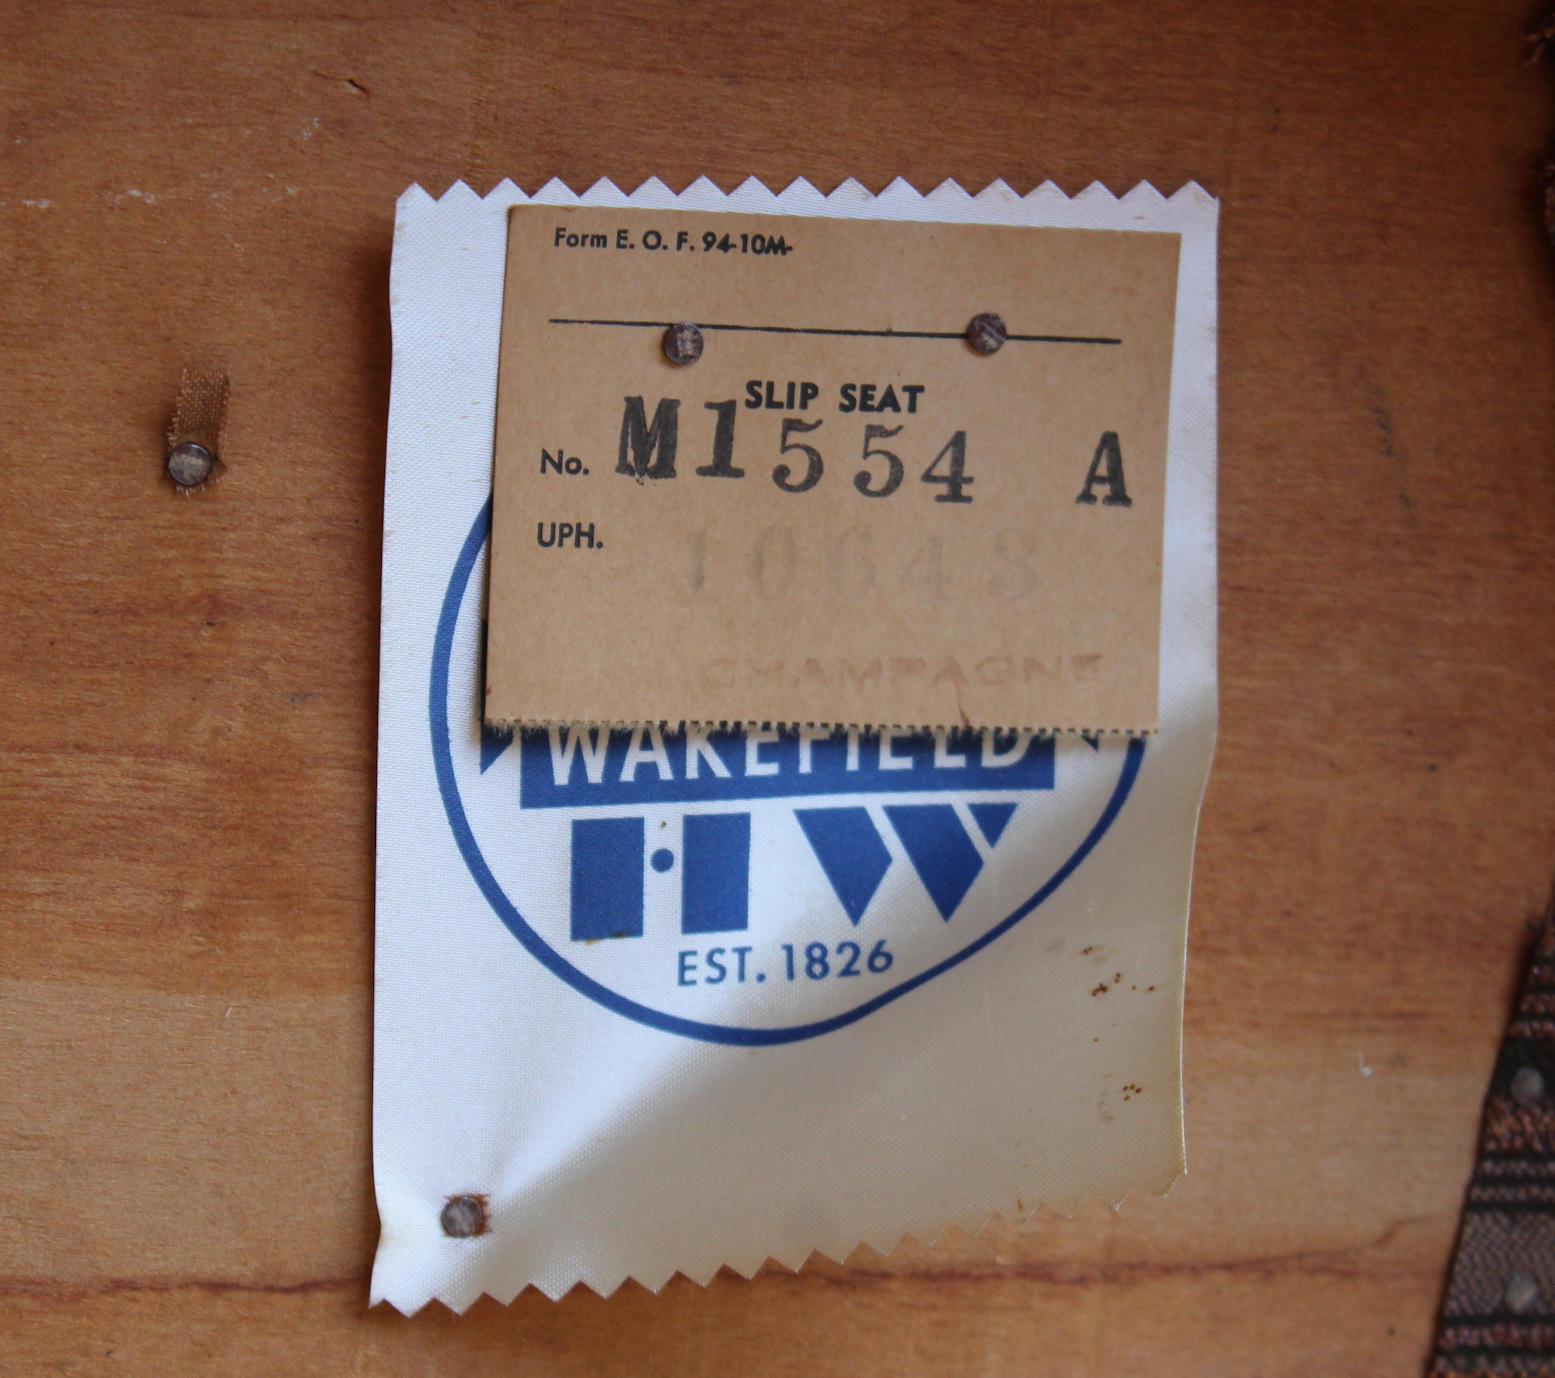 Form E. O. F. 94-10M-
SLIP SEAT
No. M1554 A
UPH. 10643
CHAMPAGNE
WAKEFIELD
H·W
EST. 1826